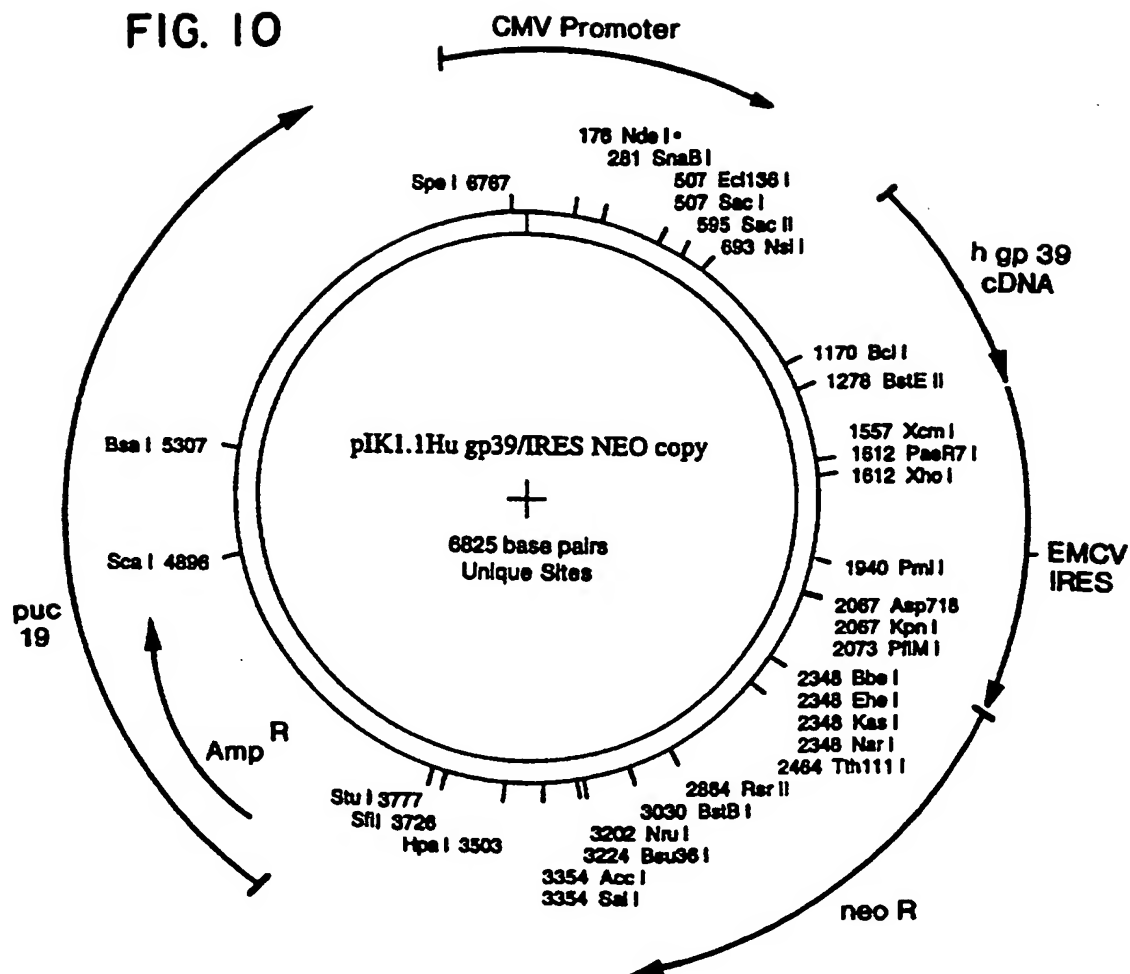 FIG. 10
CMV Promoter
176 Nde I•
281 SnaB I
507 Ecl136 I
507 Sac I
595 Sac II
693 Nsi I
Spe I 6767
h gp 39
cDNA
1170 Bcl I
1278 BstE II
1557 Xcm I
1612 PaeR7 I
1612 Xho I
Bsa I 5307
pIK1.1Hu gp39/IRES NEO copy
6825 base pairs
Unique Sites
Sca I 4896
1940 Pml I
EMCV
IRES
2067 Asp718
2067 Kpn I
2073 PflM I
puc
19
2348 Bbe I
2348 Ehe I
2348 Kas I
2348 Nar I
2464 Tth111 I
Amp R
2864 Rsr II
3030 BstB I
3202 Nru I
3224 Bsu36 I
3354 Acc I
3354 Sal I
Stu I 3777
Sfi I 3726
Hpa I 3503
neo R